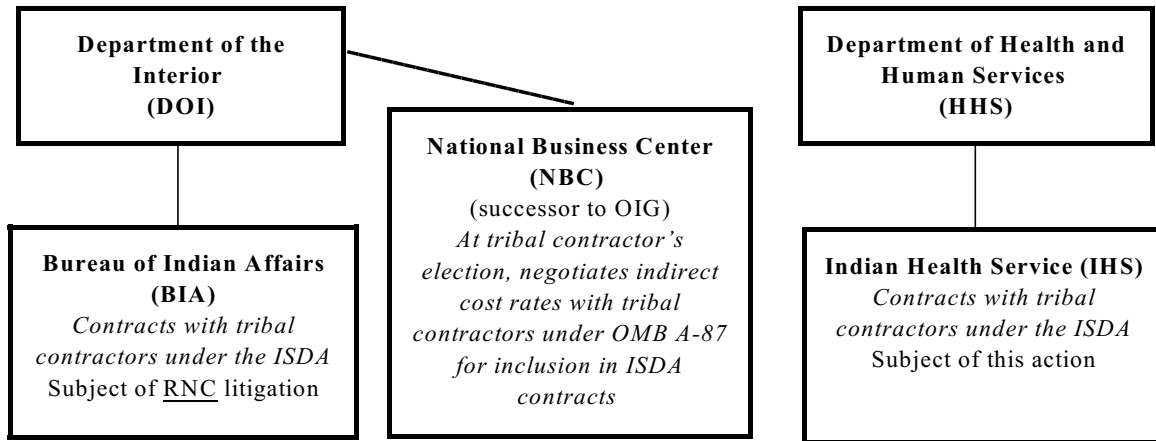 Department of the
Interior
(DOI)
Department of Health and
Human Services
(HHS)
National Business Center
(NBC)
(successor to OIG)
At tribal contractor’s
election, negotiates indirect
cost rates with tribal
contractors under OMB A-87
for inclusion in ISDA
contracts
Bureau of Indian Affairs
(BIA)
Contracts with tribal
contractors under the ISDA
Subject of RNC litigation
Indian Health Service (IHS)
Contracts with tribal
contractors under the ISDA
Subject of this action